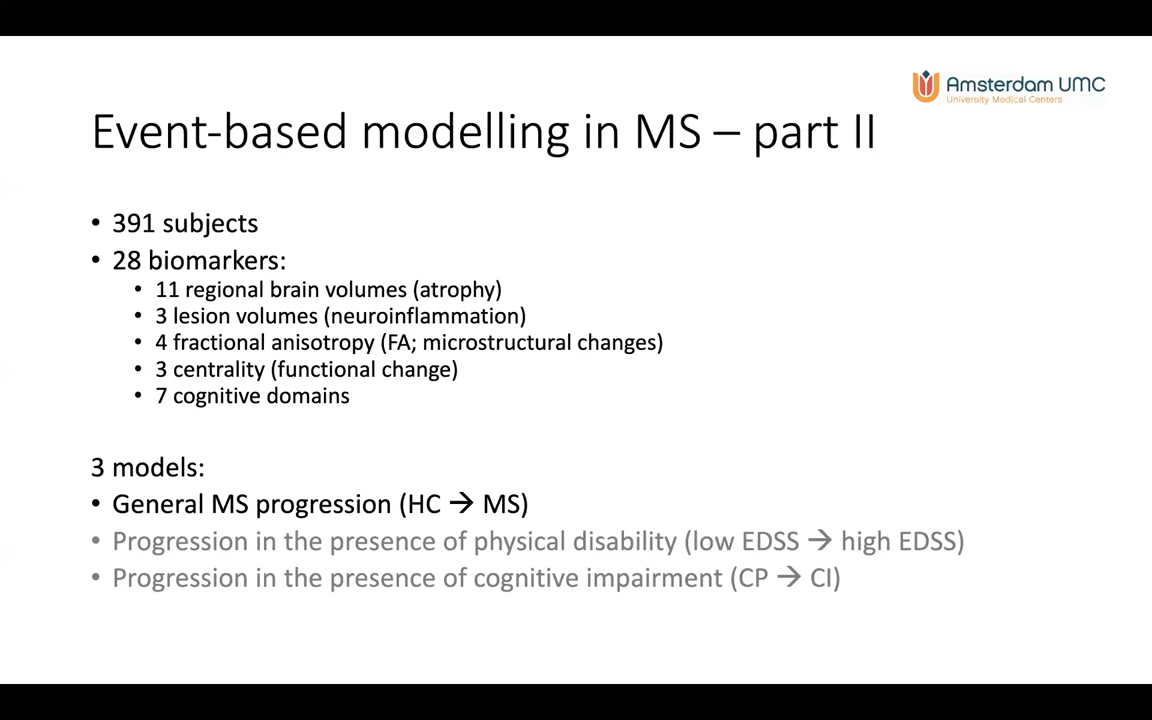 Amsterdam UMC
University Medical Centers
Event-based modelling in MS – part II
• 391 subjects
• 28 biomarkers:
• 11 regional brain volumes (atrophy)
• 3 lesion volumes (neuroinflammation)
• 4 fractional anisotropy (FA; microstructural changes)
• 3 centrality (functional change)
• 7 cognitive domains
3 models:
• General MS progression (HC → MS)
• Progression in the presence of physical disability (low EDSS → high EDSS)
• Progression in the presence of cognitive impairment (CP → CI)